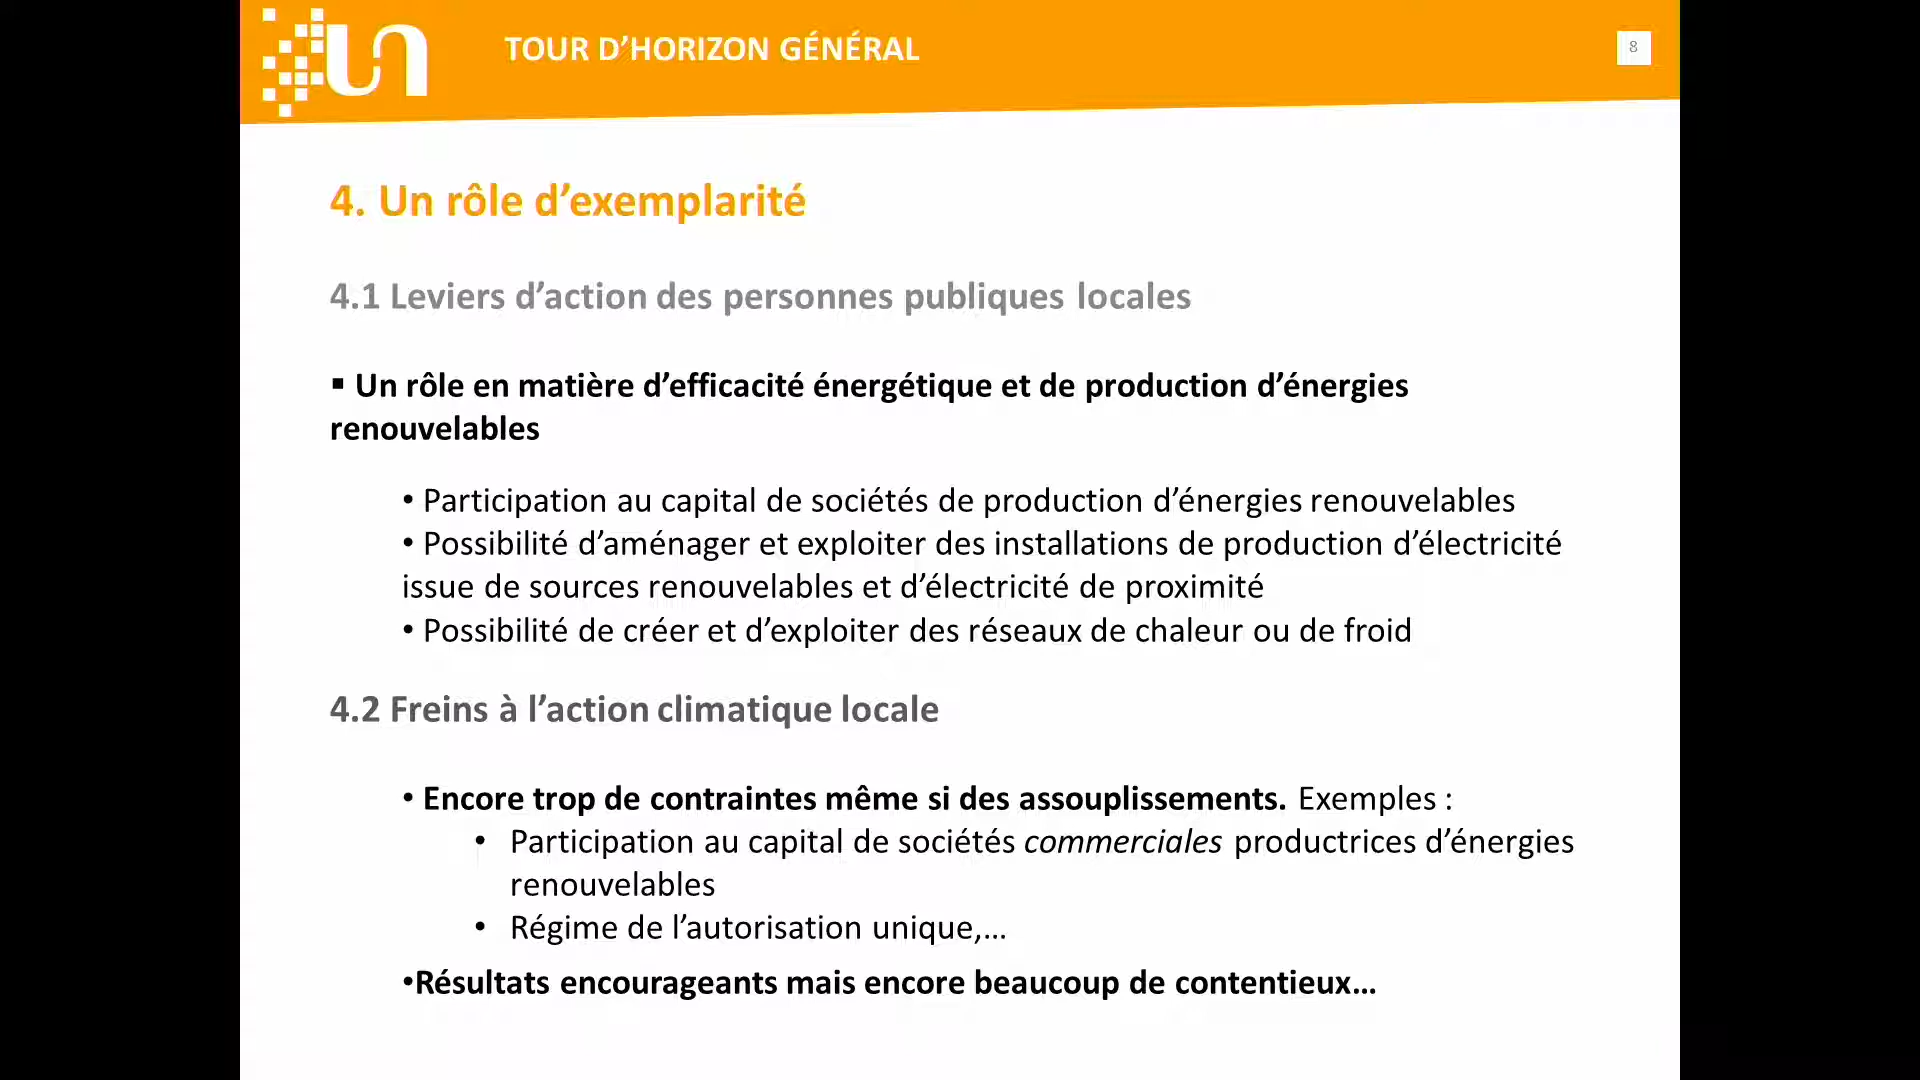 un
TOUR D’HORIZON GÉNÉRAL
8
4. Un rôle d’exemplarité
4.1 Leviers d’action des personnes publiques locales
▪ Un rôle en matière d’efficacité énergétique et de production d’énergies
renouvelables
• Participation au capital de sociétés de production d’énergies renouvelables
• Possibilité d’aménager et exploiter des installations de production d’électricité
issue de sources renouvelables et d’électricité de proximité
• Possibilité de créer et d’exploiter des réseaux de chaleur ou de froid
4.2 Freins à l’action climatique locale
• Encore trop de contraintes même si des assouplissements. Exemples :
• Participation au capital de sociétés commerciales productrices d’énergies
renouvelables
• Régime de l’autorisation unique,…
•Résultats encourageants mais encore beaucoup de contentieux…